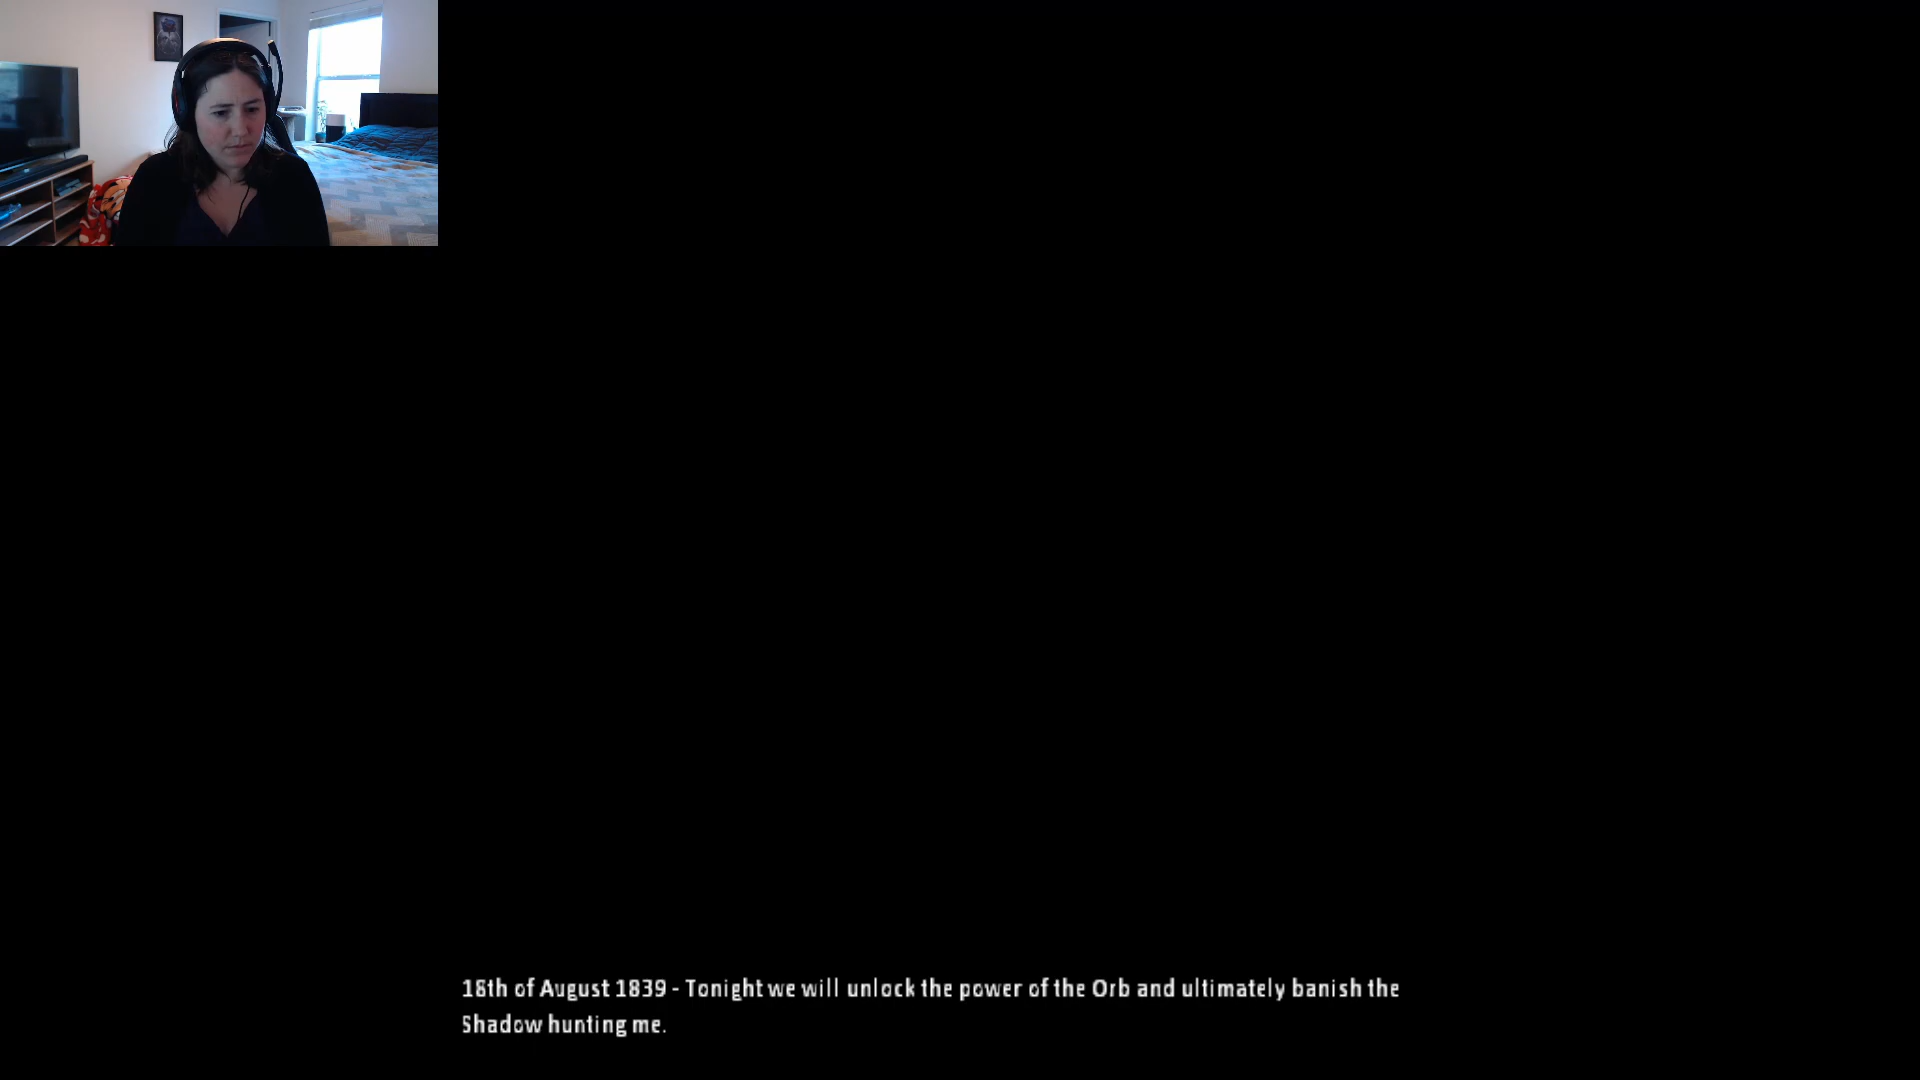 18th of August 1839 - Tonight we will unlock the power of the Orb and ultimately banish the
Shadow hunting me.